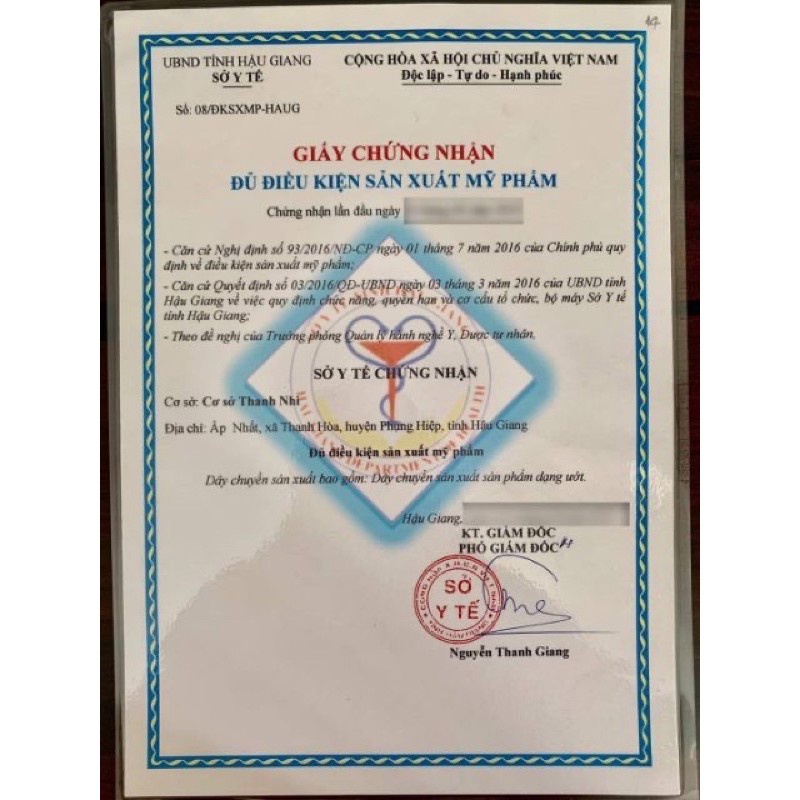 UBND TỈNH HẬU GIANG
SỞ Y TẾ
CỘNG HÒA XÃ HỘI CHỦ NGHĨA VIỆT NAM
Độc lập - Tự do - Hạnh phúc
Số: 08/ĐKSXMP-HAUG
GIẤY CHỨNG NHẬN
ĐỦ ĐIỀU KIỆN SẢN XUẤT MỸ PHẨM
Chứng nhận lần đầu ngày
- Căn cứ Nghị định số 93/2016/NĐ-CP ngày 01 tháng 7 năm 2016 của Chính phủ quy
định về điều kiện sản xuất mỹ phẩm;
- Căn cứ Quyết định số 03/2016/QĐ-UBND ngày 03 tháng 3 năm 2016 của UBND tỉnh
Hậu Giang về việc quy định chức năng, quyền hạn và cơ cấu tổ chức, bộ máy Sở Y tế
tỉnh Hậu Giang;
- Theo đề nghị của Trưởng phòng Quản lý hành nghề Y, Dược tư nhân,
SỞ Y TẾ CHỨNG NHẬN
Cơ sở: Cơ sở Thanh Nhi
Địa chỉ: Ấp Nhất, xã Thanh Hòa, huyện Phụng Hiệp, tỉnh Hậu Giang
Đủ điều kiện sản xuất mỹ phẩm
Dây chuyền sản xuất bao gồm: Dây chuyền sản xuất sản phẩm dạng ướt.
Hậu Giang,
KT. GIÁM ĐỐC
PHÓ GIÁM ĐỐC
SỞ
Y TẾ
Nguyễn Thanh Giang